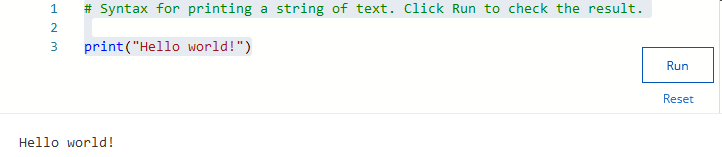 1 # Syntax for printing a string of text. Click Run to check the result.
2
3 print("Hello world!")
Run
Reset
Hello world!